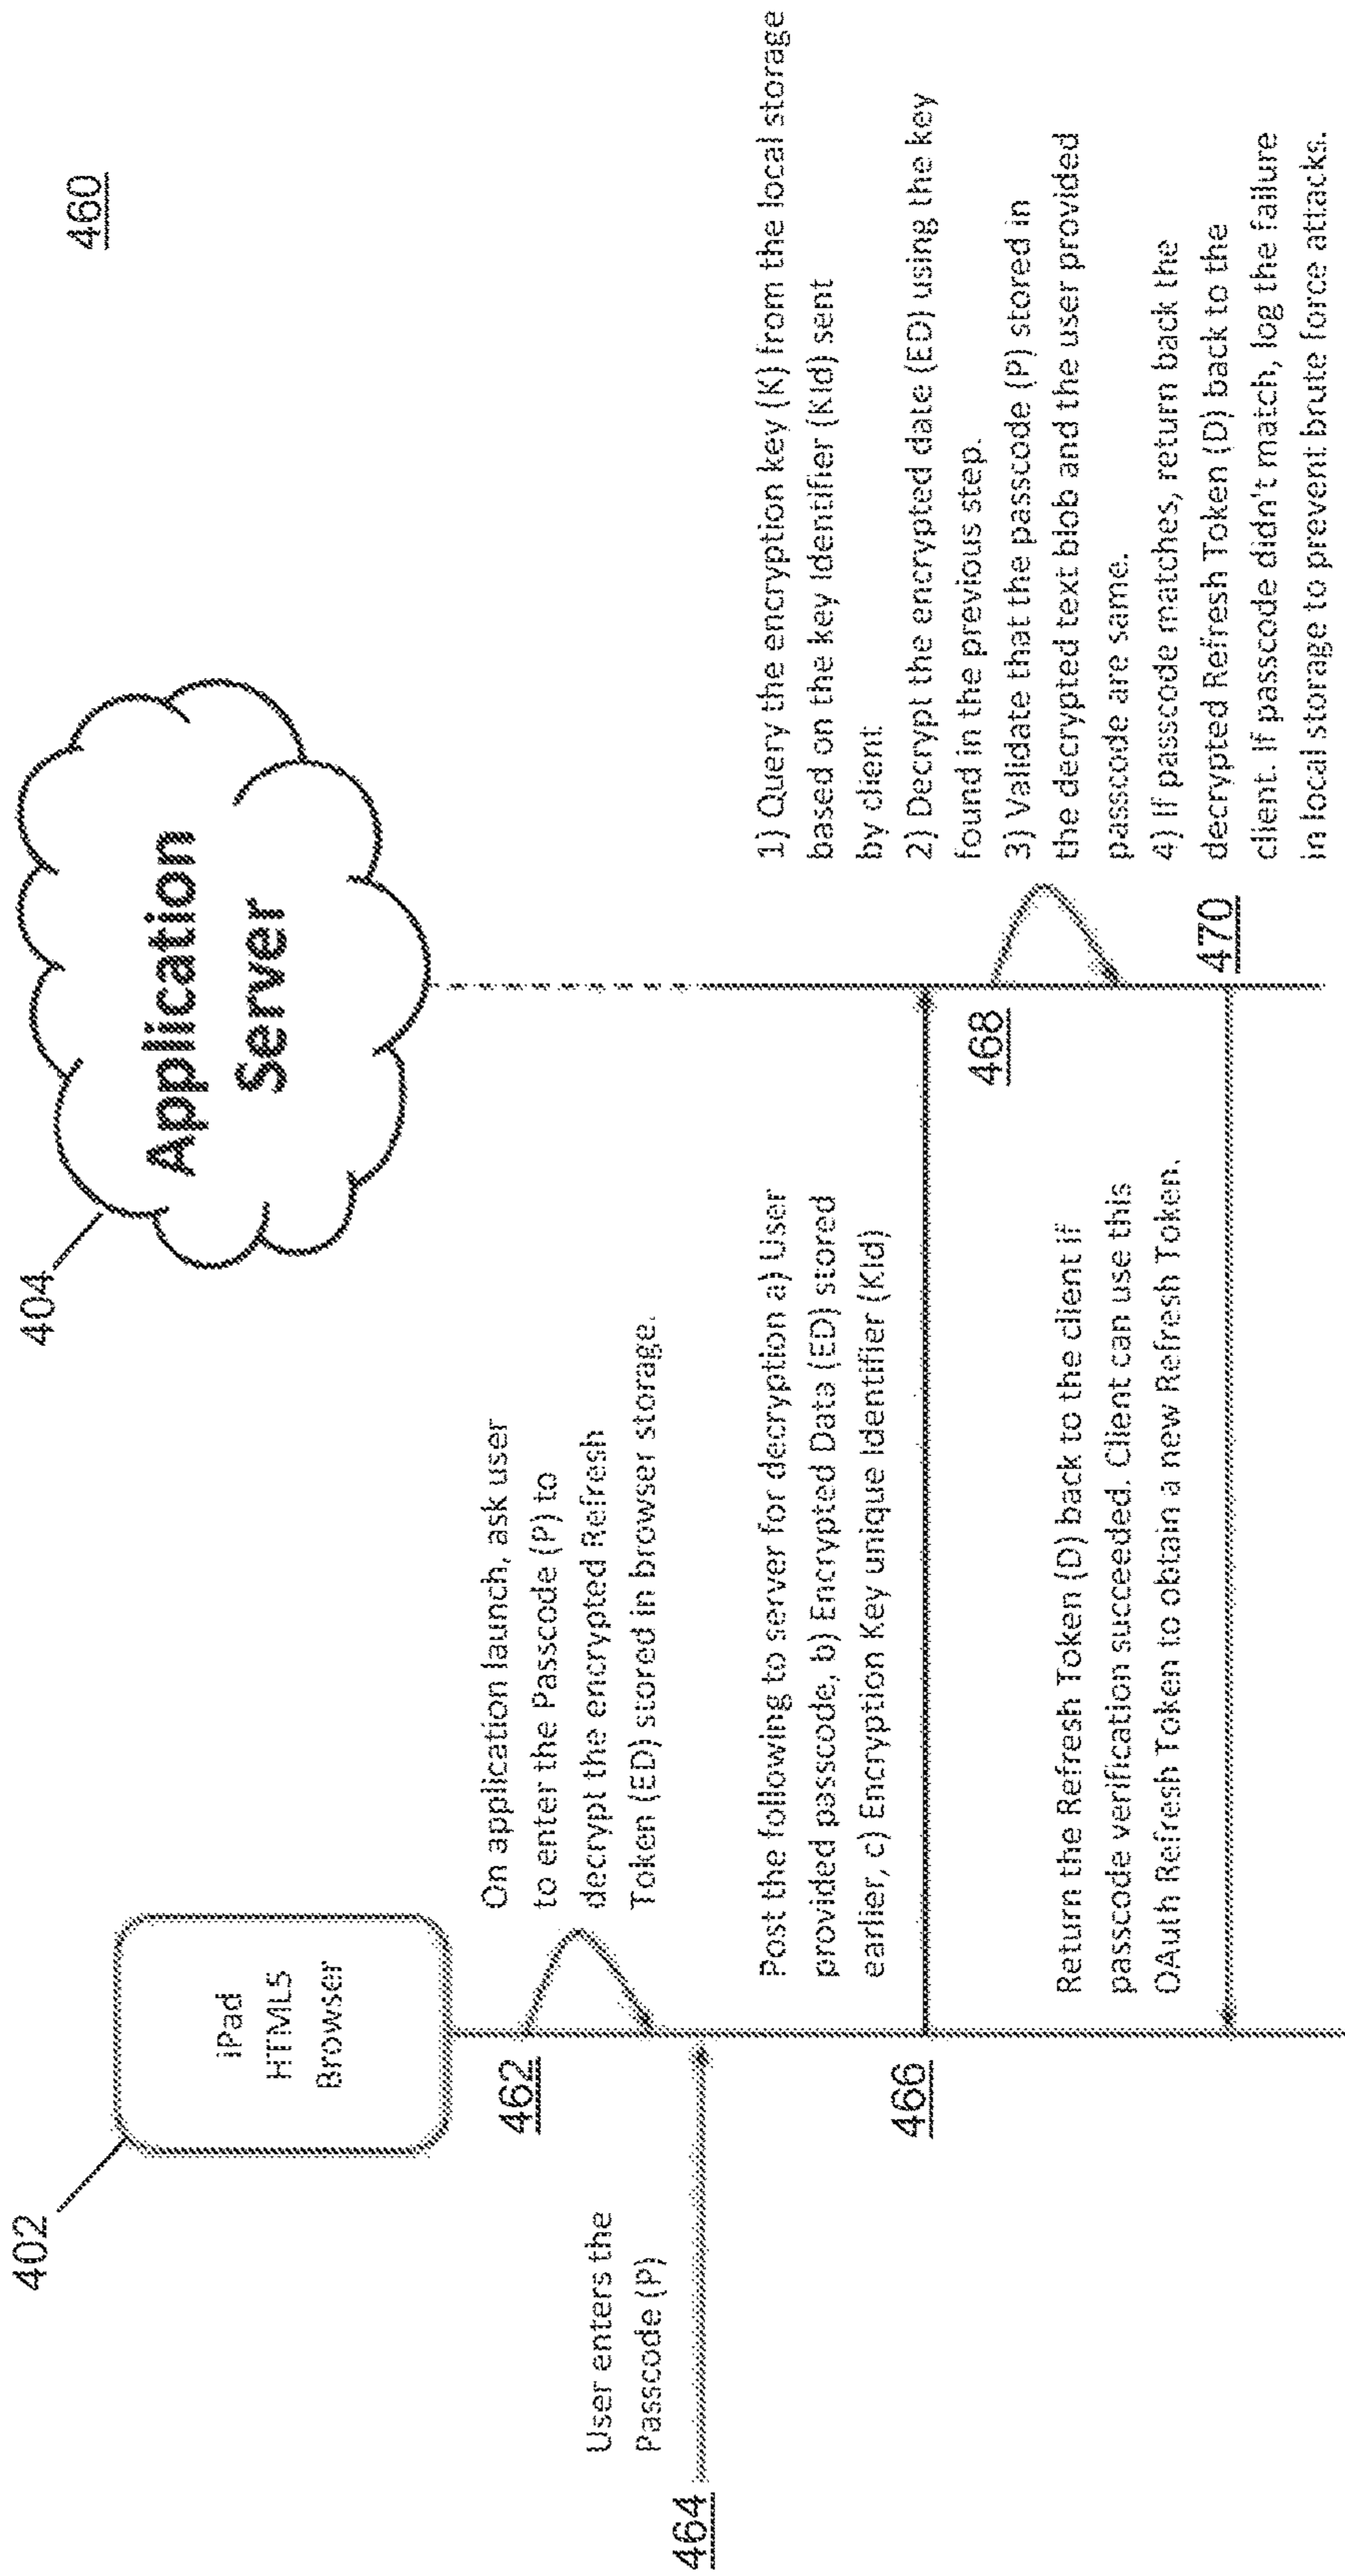 460
402
iPad
HTML5
Browser
404
Application
Server
462
On application launch, ask user
to enter the Passcode (P) to
decrypt the encrypted Refresh
Token (ED) stored in browser storage.
User enters the
Passcode (P)
464
Post the following to server for decryption a) User
provided passcode, b) Encrypted Data (ED) stored
earlier, c) Encryption Key unique Identifier (KId)
466
468
1) Query the encryption key (K) from the local storage
based on the key Identifier (KId) sent
by client
2) Decrypt the encrypted date (ED) using the key
found in the previous step.
3) Validate that the passcode (P) stored in
the decrypted text blob and the user provided
passcode are same.
4) If passcode matches, return back the
decrypted Refresh Token (D) back to the
client. If passcode didn't match, log the failure
in local storage to prevent brute force attacks.
Return the Refresh Token (D) back to the client if
passcode verification succeeded. Client can use this
OAuth Refresh Token to obtain a new Refresh Token.
470